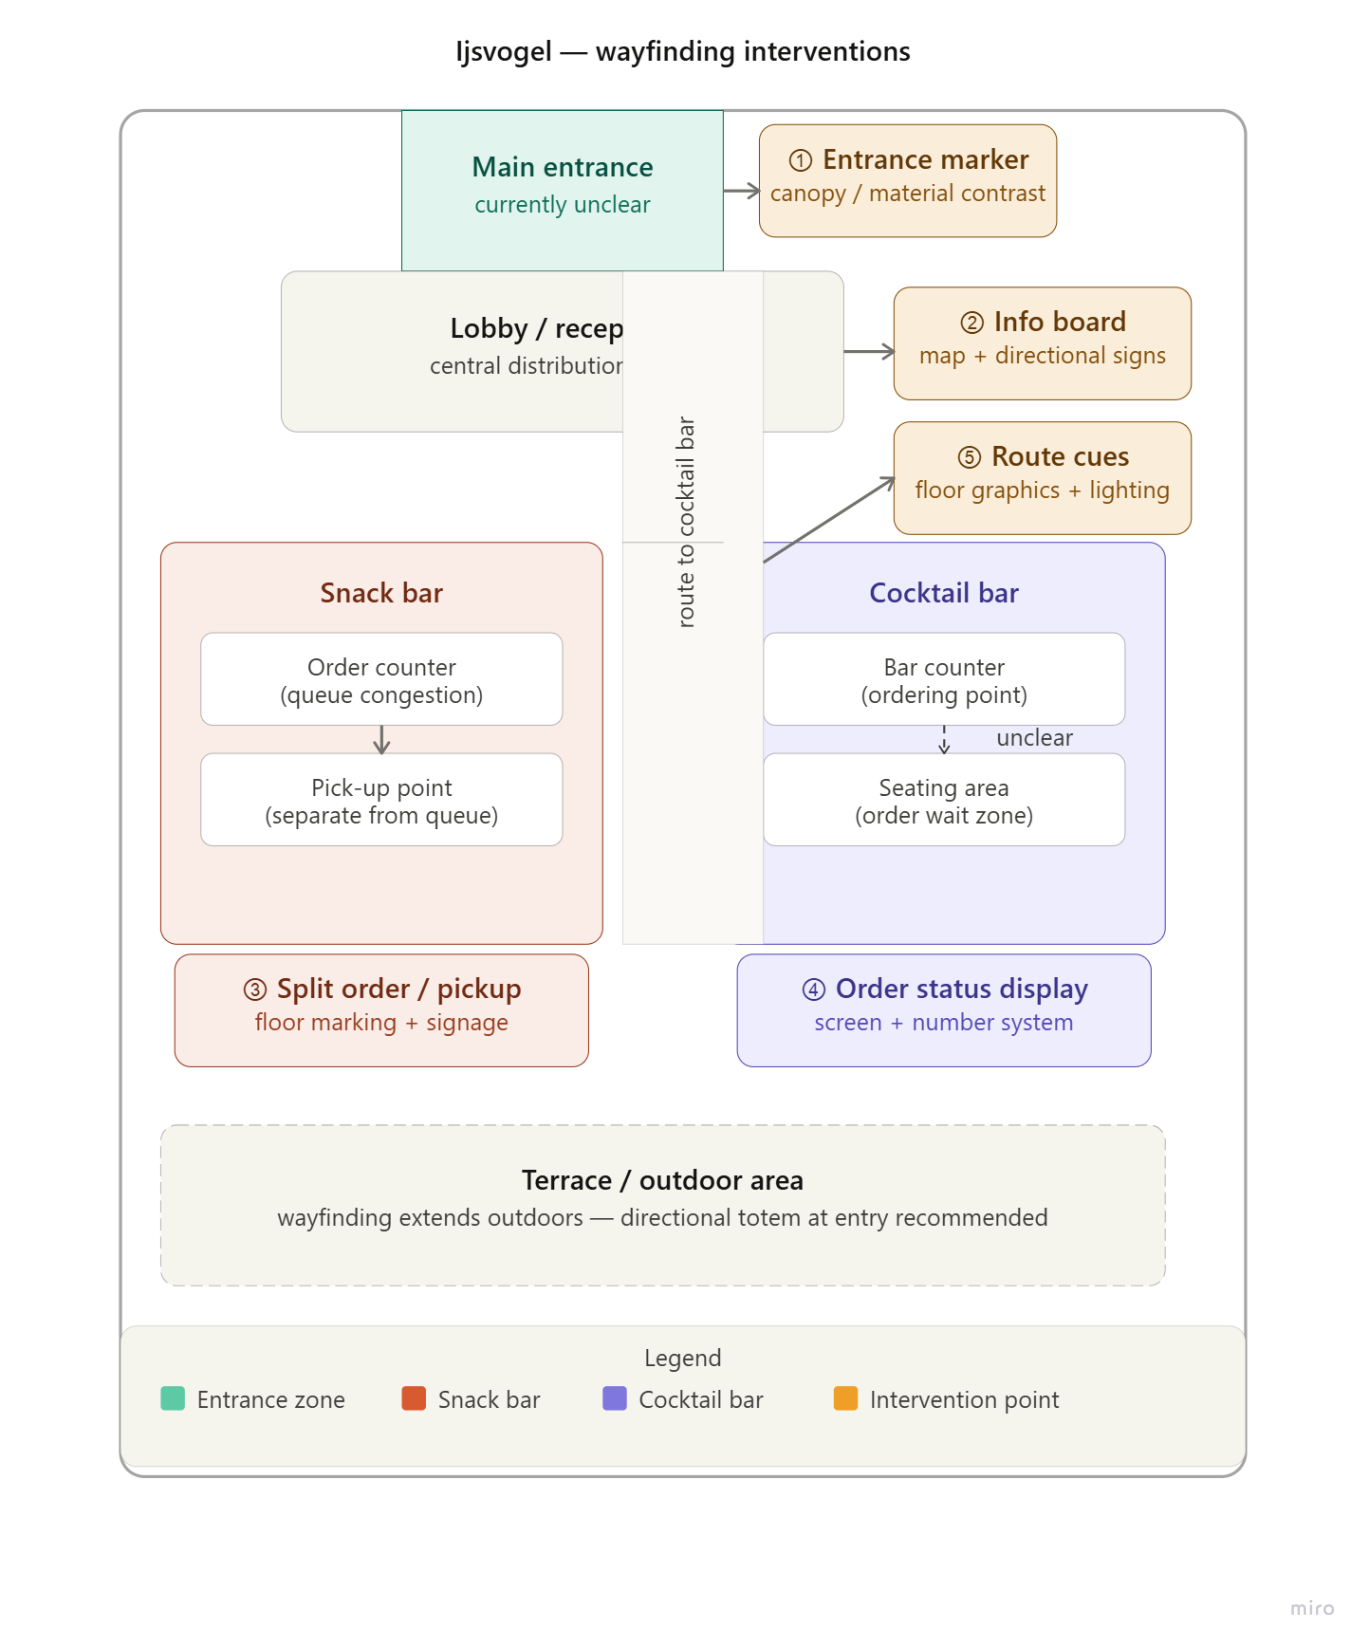 Ijsvogel — wayfinding interventions
Main entrance
currently unclear
① Entrance marker
canopy / material contrast
Lobby / recep
central distribution
② Info board
map + directional signs
route to cocktail bar
⑤ Route cues
floor graphics + lighting
Snack bar
Order counter
(queue congestion)
Pick-up point
(separate from queue)
Cocktail bar
Bar counter
(ordering point)
unclear
Seating area
(order wait zone)
③ Split order / pickup
floor marking + signage
④ Order status display
screen + number system
Terrace / outdoor area
wayfinding extends outdoors — directional totem at entry recommended
Legend
Entrance zone
Snack bar
Cocktail bar
Intervention point
miro